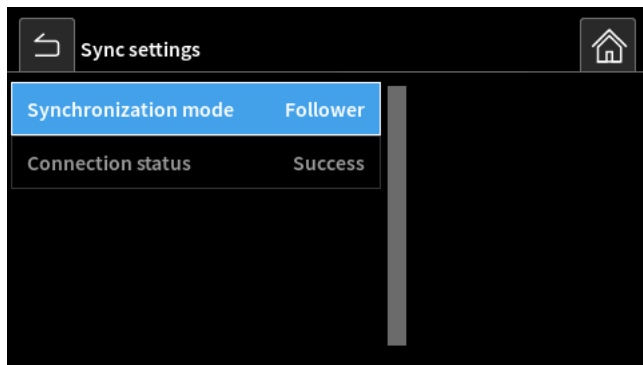 Sync settings
Synchronization mode Follower
Connection status Success